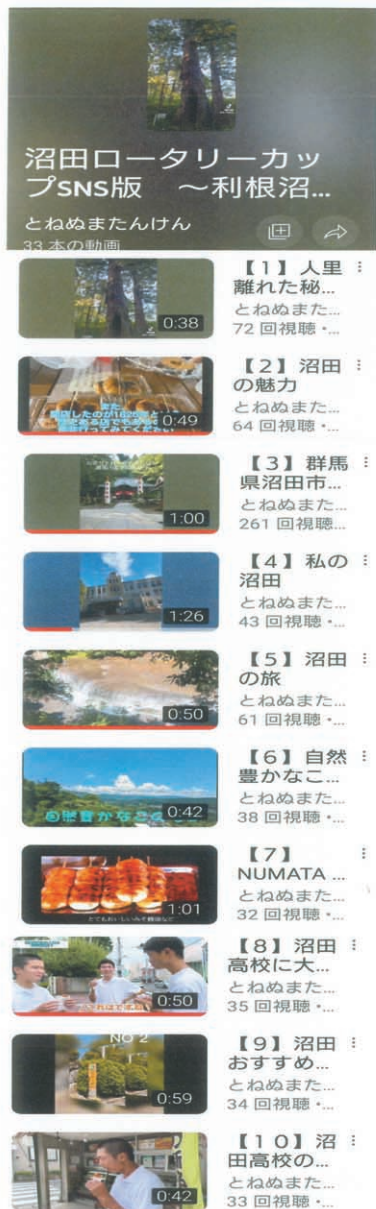 沼田ロータリーカッ
プSNS版　～利根沼...
とねぬまたんけん
33 本の動画
0:38
【1】人里
離れた秘...
とねぬまた...
72 回視聴・...
0:49
【2】沼田
の魅力
とねぬまた...
64 回視聴・...
1:00
【3】群馬
県沼田市...
とねぬまた...
261 回視聴...
1:26
【4】私の
沼田
とねぬまた...
43 回視聴・...
0:50
【5】沼田
の旅
とねぬまた...
61 回視聴・...
自然豊かなこの
0:42
【6】自然
豊かなこ...
とねぬまた...
38 回視聴・...
1:01
【7】
NUMATA ...
とねぬまた...
32 回視聴・...
0:50
【8】沼田
高校に大...
とねぬまた...
35 回視聴・...
NO 2
0:59
【9】沼田
おすすめ...
とねぬまた...
34 回視聴・...
0:42
【10】沼
田高校の...
とねぬまた...
33 回視聴・...